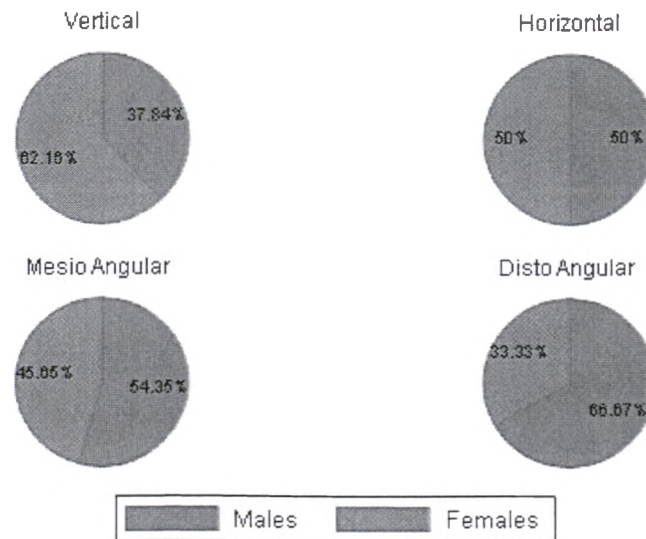 Vertical
Horizontal
37.84%
62.16%
50%
50%
Mesio Angular
Disto Angular
45.65%
54.35%
33.33%
66.67%
Males
Females